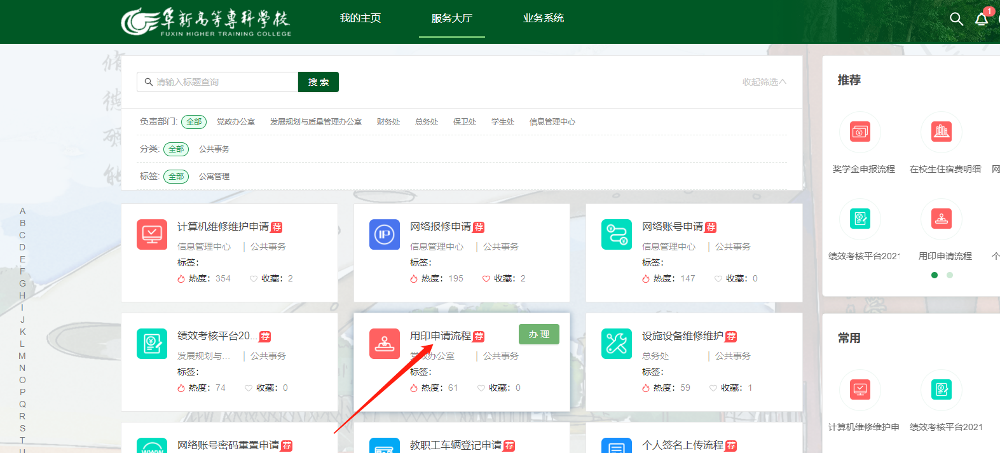 阜新高等專科学校
FUXIN HIGHER TRAINING COLLEGE
我的主页
服务大厅
业务系统
1
请输入标题查询
搜 索
收起筛选
负责部门: 全部 党政办公室 发展规划与质量管理办公室 财务处 总务处 保卫处 学生处 信息管理中心
分类: 全部 公共事务
标签: 全部 公寓管理
A
B
C
D
E
F
G
H
I
J
K
L
M
N
O
P
Q
R
S
T
U
计算机维修维护申请 荐
信息管理中心 | 公共事务
标签:
热度: 354 收藏: 2
IP
网络报修申请 荐
信息管理中心 | 公共事务
标签:
热度: 195 收藏: 2
网络账号申请 荐
信息管理中心 | 公共事务
标签:
热度: 147 收藏: 0
绩效考核平台20... 荐
发展规划与... | 公共事务
标签:
热度: 74 收藏: 0
用印申请流程 荐
办 理
党政办公室 | 公共事务
标签:
热度: 61 收藏: 0
设施设备维修维护 荐
总务处 | 公共事务
标签:
热度: 59 收藏: 1
www
网络账号密码重置申请 荐
教职工车辆登记申请 荐
个人签名上传流程 荐
推荐
奖学金申报流程
在校生住宿费明细
网
绩效考核平台2021
用印申请流程
个
常用
计算机维修维护申
绩效考核平台2021